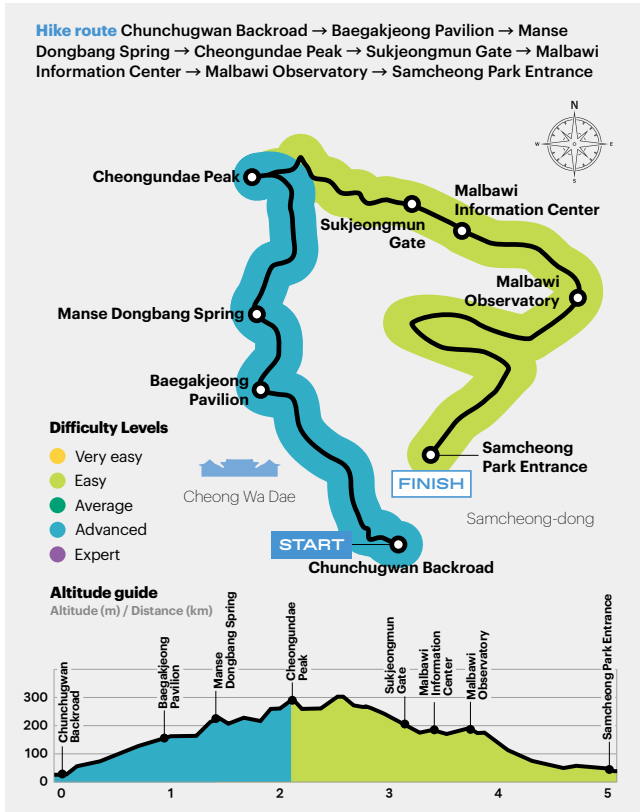 Hike route Chunchugwan Backroad → Baegakjeong Pavilion → Manse
Dongbang Spring → Cheongundae Peak → Sukjeongmun Gate → Malbawi
Information Center → Malbawi Observatory → Samcheong Park Entrance
N
W
E
S
Cheongundae Peak
Malbawi
Information Center
Sukjeongmun
Gate
Malbawi
Observatory
Manse Dongbang Spring
Baegakjeong
Pavilion
Difficulty Levels
Very easy
Easy
Average
Advanced
Expert
Cheong Wa Dae
Samcheong
Park Entrance
FINISH
Samcheong-dong
START
Chunchugwan Backroad
Altitude guide
Altitude (m) / Distance (km)
Chunchugwan
Backroad
Baegakjeong
Pavilion
Manse
Dongbang Spring
Cheongundae
Peak
Sukjeongmun
Gate
Malbawi
Information
Center
Malbawi
Observatory
Samcheong Park Entrance
300
200
100
0
0 1 2 3 4 5